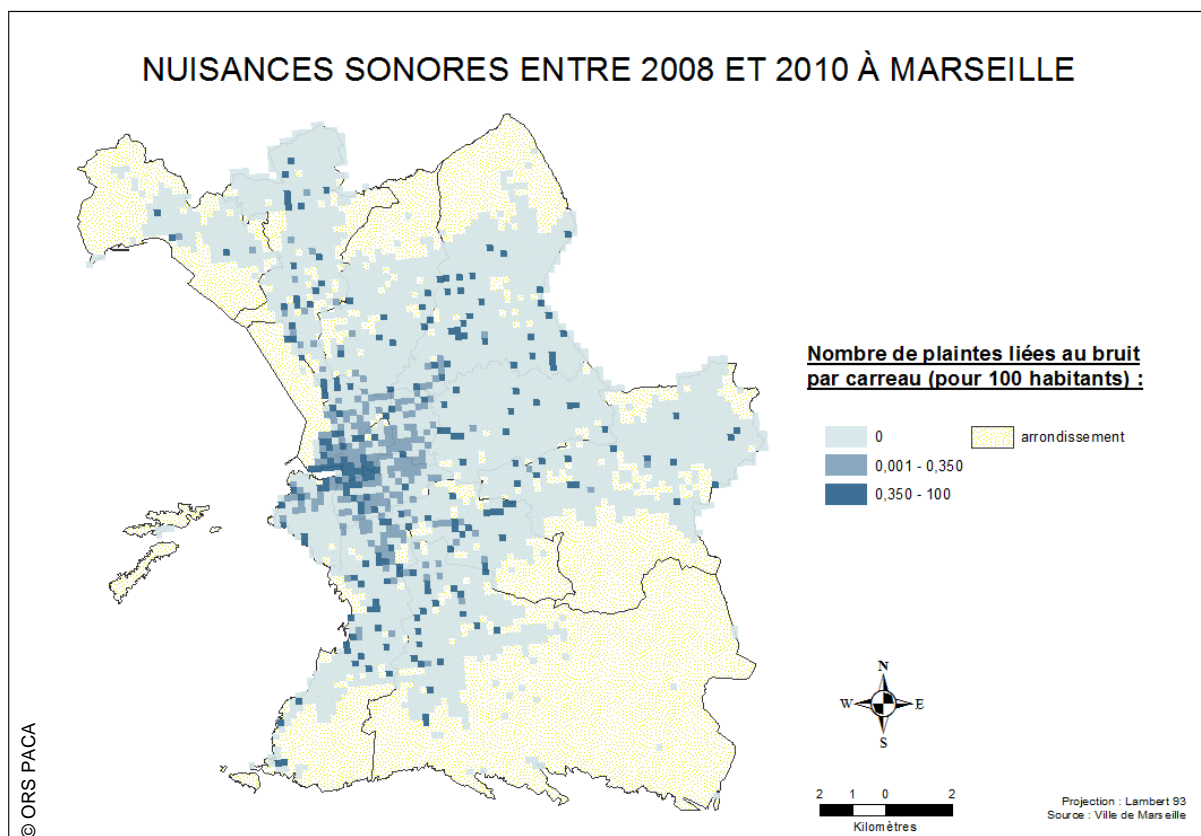 NUISANCES SONORES ENTRE 2008 ET 2010 À MARSEILLE
Nombre de plaintes liées au bruit
par carreau (pour 100 habitants) :
0
arrondissement
0,001 - 0,350
0,350 - 100
N
W
E
S
2 1 0 2
Kilomètres
Projection : Lambert 93
Source : Ville de Marseille
© ORS PACA